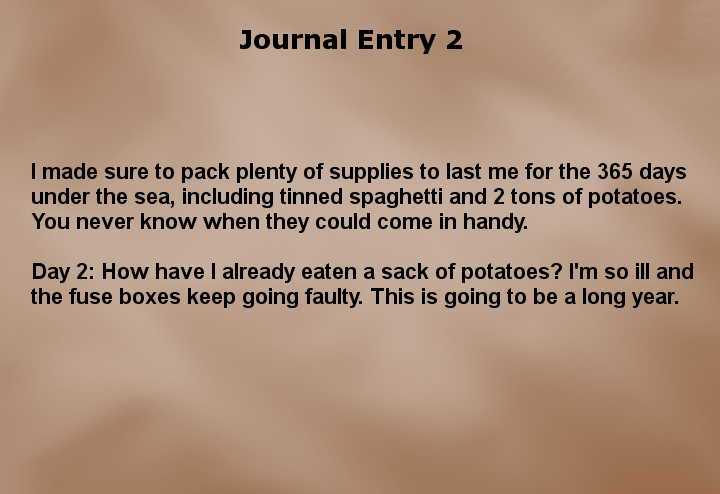 Journal Entry 2
I made sure to pack plenty of supplies to last me for the 365 days
under the sea, including tinned spaghetti and 2 tons of potatoes.
You never know when they could come in handy.
Day 2: How have I already eaten a sack of potatoes? I'm so ill and
the fuse boxes keep going faulty. This is going to be a long year.